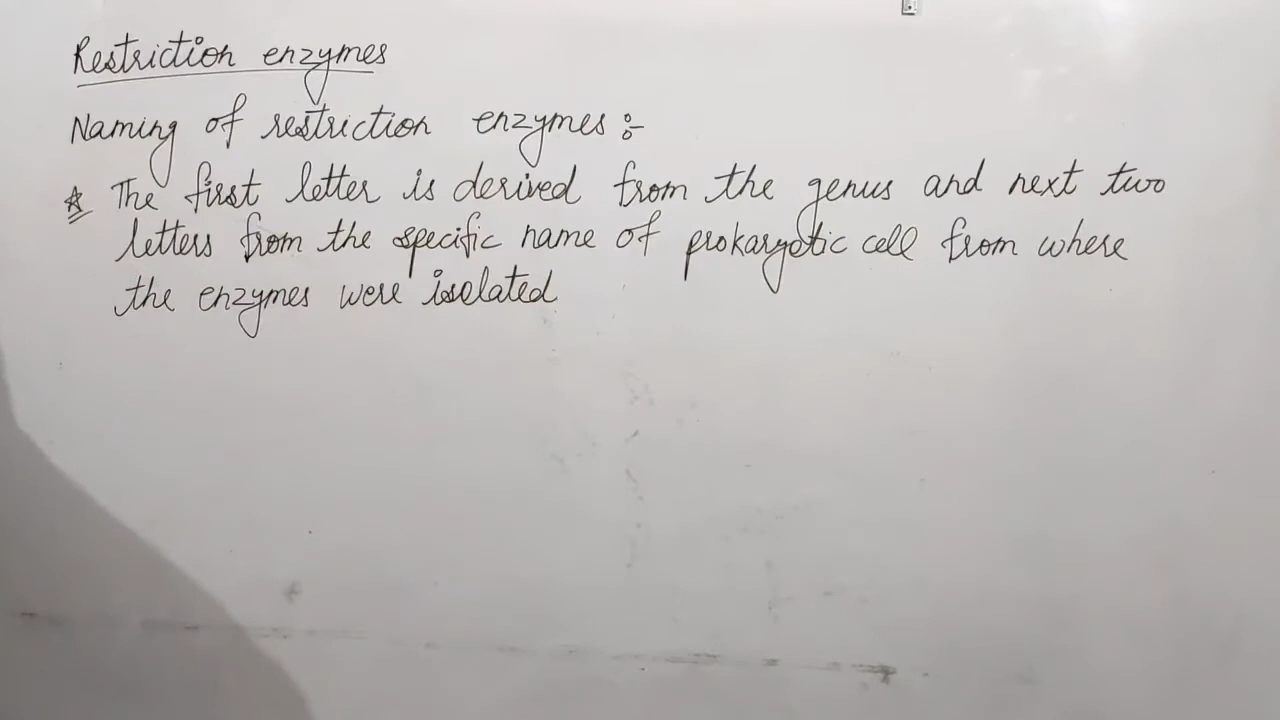 Restriction enzymes
Naming of restriction enzymes :-
* The first letter is derived from the genus and next two
letters from the specific name of prokaryotic cell from where
the enzymes were isolated